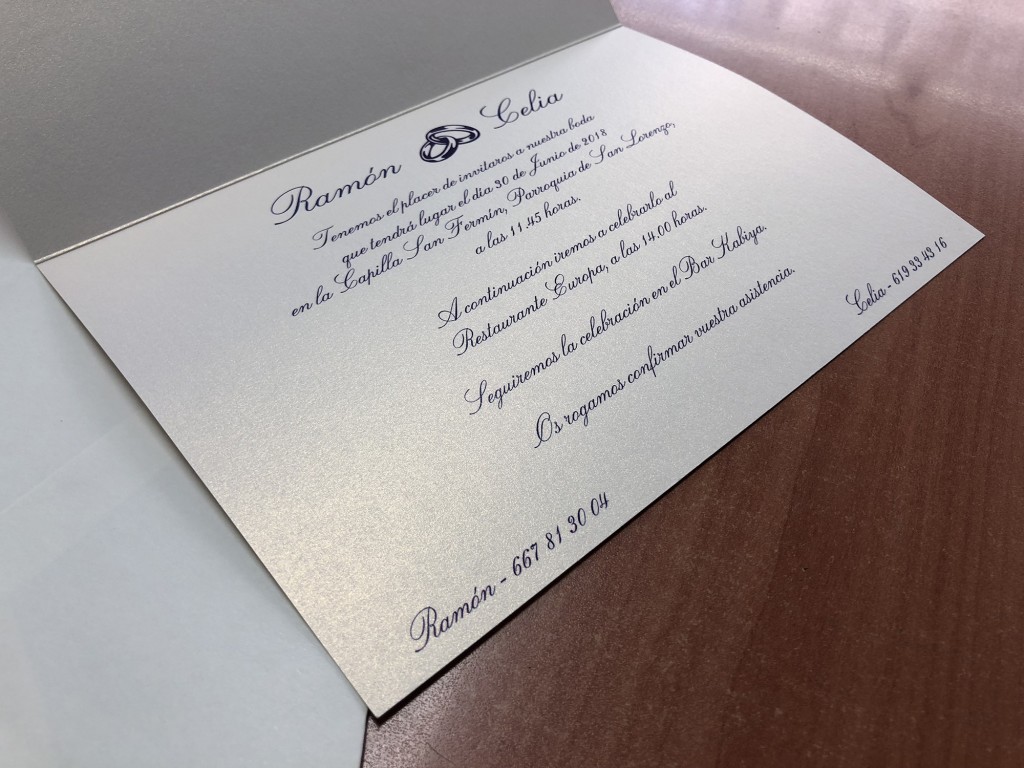 Ramón Celia
Tenemos el placer de invitaros a nuestra boda
que tendrá lugar el día 30 de Junio de 2018
en la Capilla San Fermín, Parroquia de San Lorenzo,
a las 11.45 horas.
A continuación iremos a celebrarlo al
Restaurante Europa, a las 14.00 horas.
Seguiremos la celebración en el Bar Kabiya.
Os rogamos confirmar vuestra asistencia.
Ramón - 667 81 30 04
Celia - 619 33 43 16